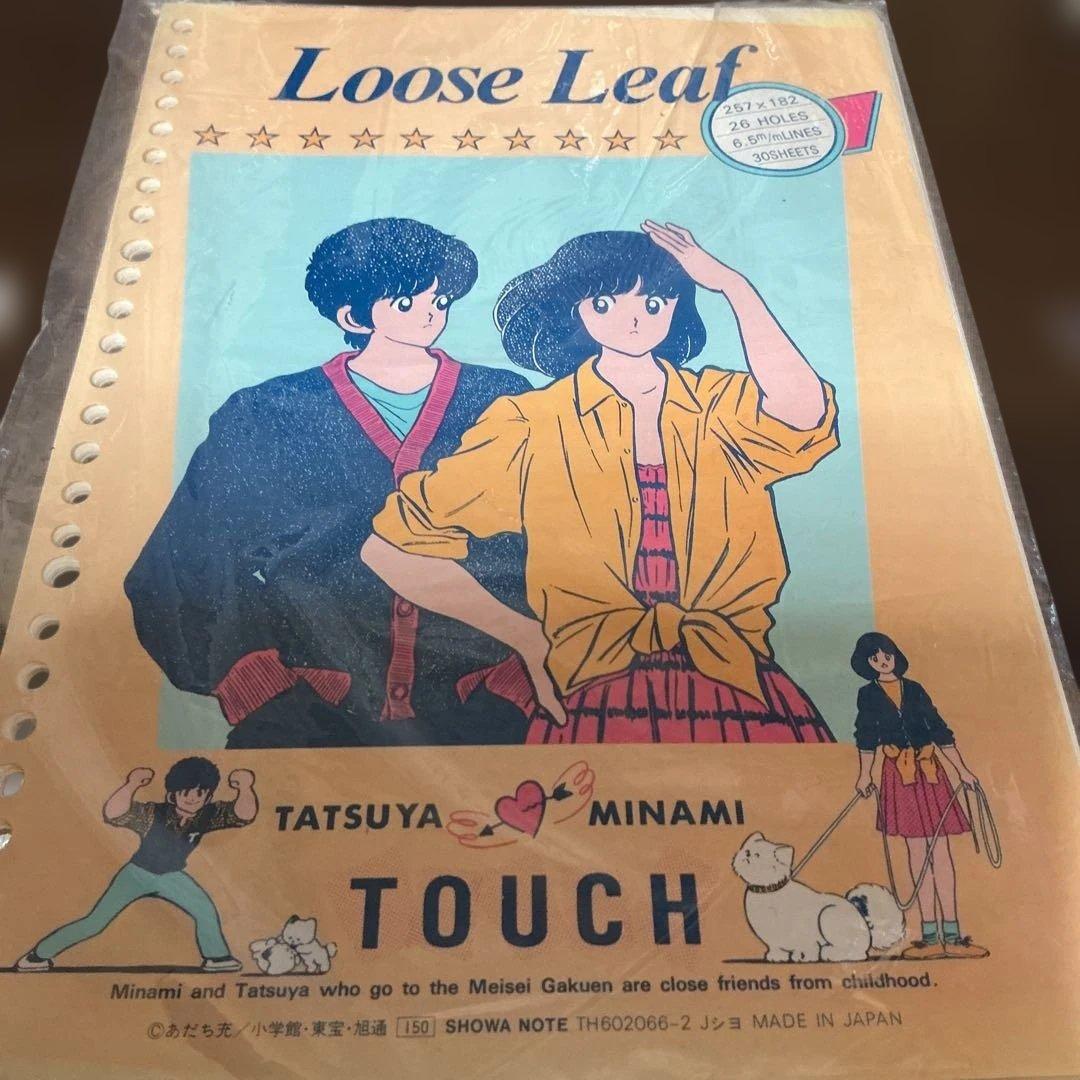 Loose Leaf
257×182
26 HOLES
6.5m/mLINES
30SHEETS
TATSUYA MINAMI
TOUCH
Minami and Tatsuya who go to the Meisei Gakuen are close friends from childhood.
©あだち充/小学館・東宝・旭通 150 SHOWA NOTE TH602066-2 Jショ MADE IN JAPAN